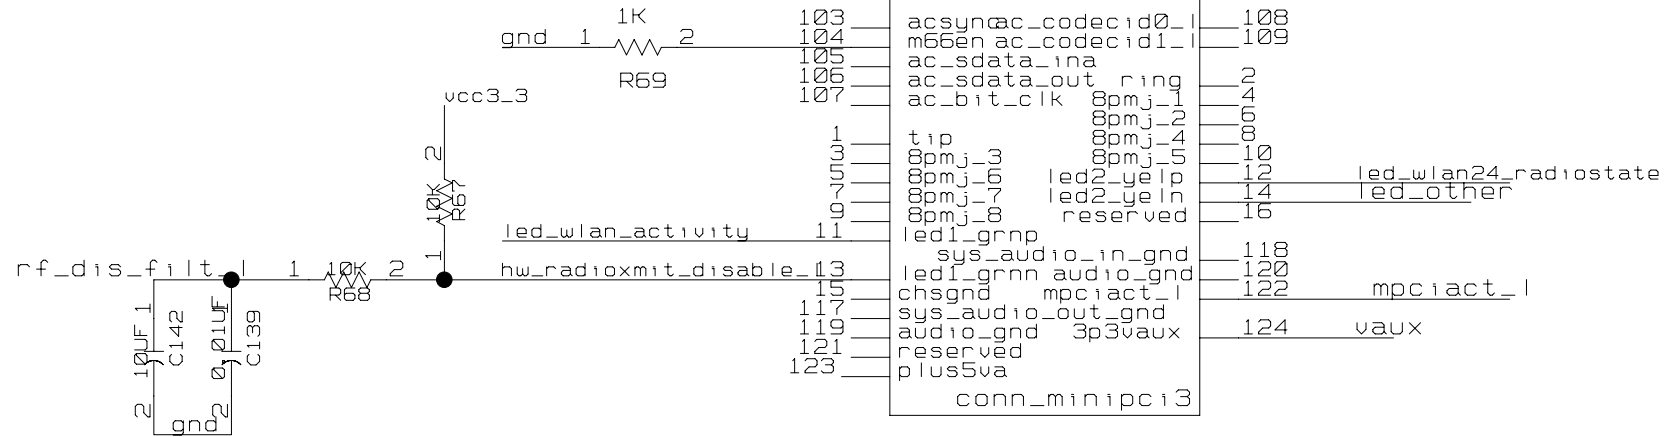 1K
gnd 1 2
R69
vcc3_3
2
10K
R67
1
led_wlan_activity
rf_dis_filt_l 1 10K 2 hw_radioxmit_disable_l
R68
1 1
10UF C142 0.01UF C139
2 2
gnd
103 acsync ac_codecid0_l 108
104 m66en ac_codecid1_l 109
105 ac_sdata_ina
106 ac_sdata_out ring 2
107 ac_bit_clk 8pmj_1 4
8pmj_2 6
1 tip 8pmj_4 8
3 8pmj_3 8pmj_5 10
5 8pmj_6 led2_yelp 12 led_wlan24_radiostate
7 8pmj_7 led2_yeln 14 led_other
9 8pmj_8 reserved 16
11 led1_grnp
sys_audio_in_gnd 118
13 led1_grnn audio_gnd 120
15 chsgnd mpciact_l 122 mpciact_l
117 sys_audio_out_gnd
119 audio_gnd 3p3vaux 124 vaux
121 reserved
123 plus5va
conn_minipci3